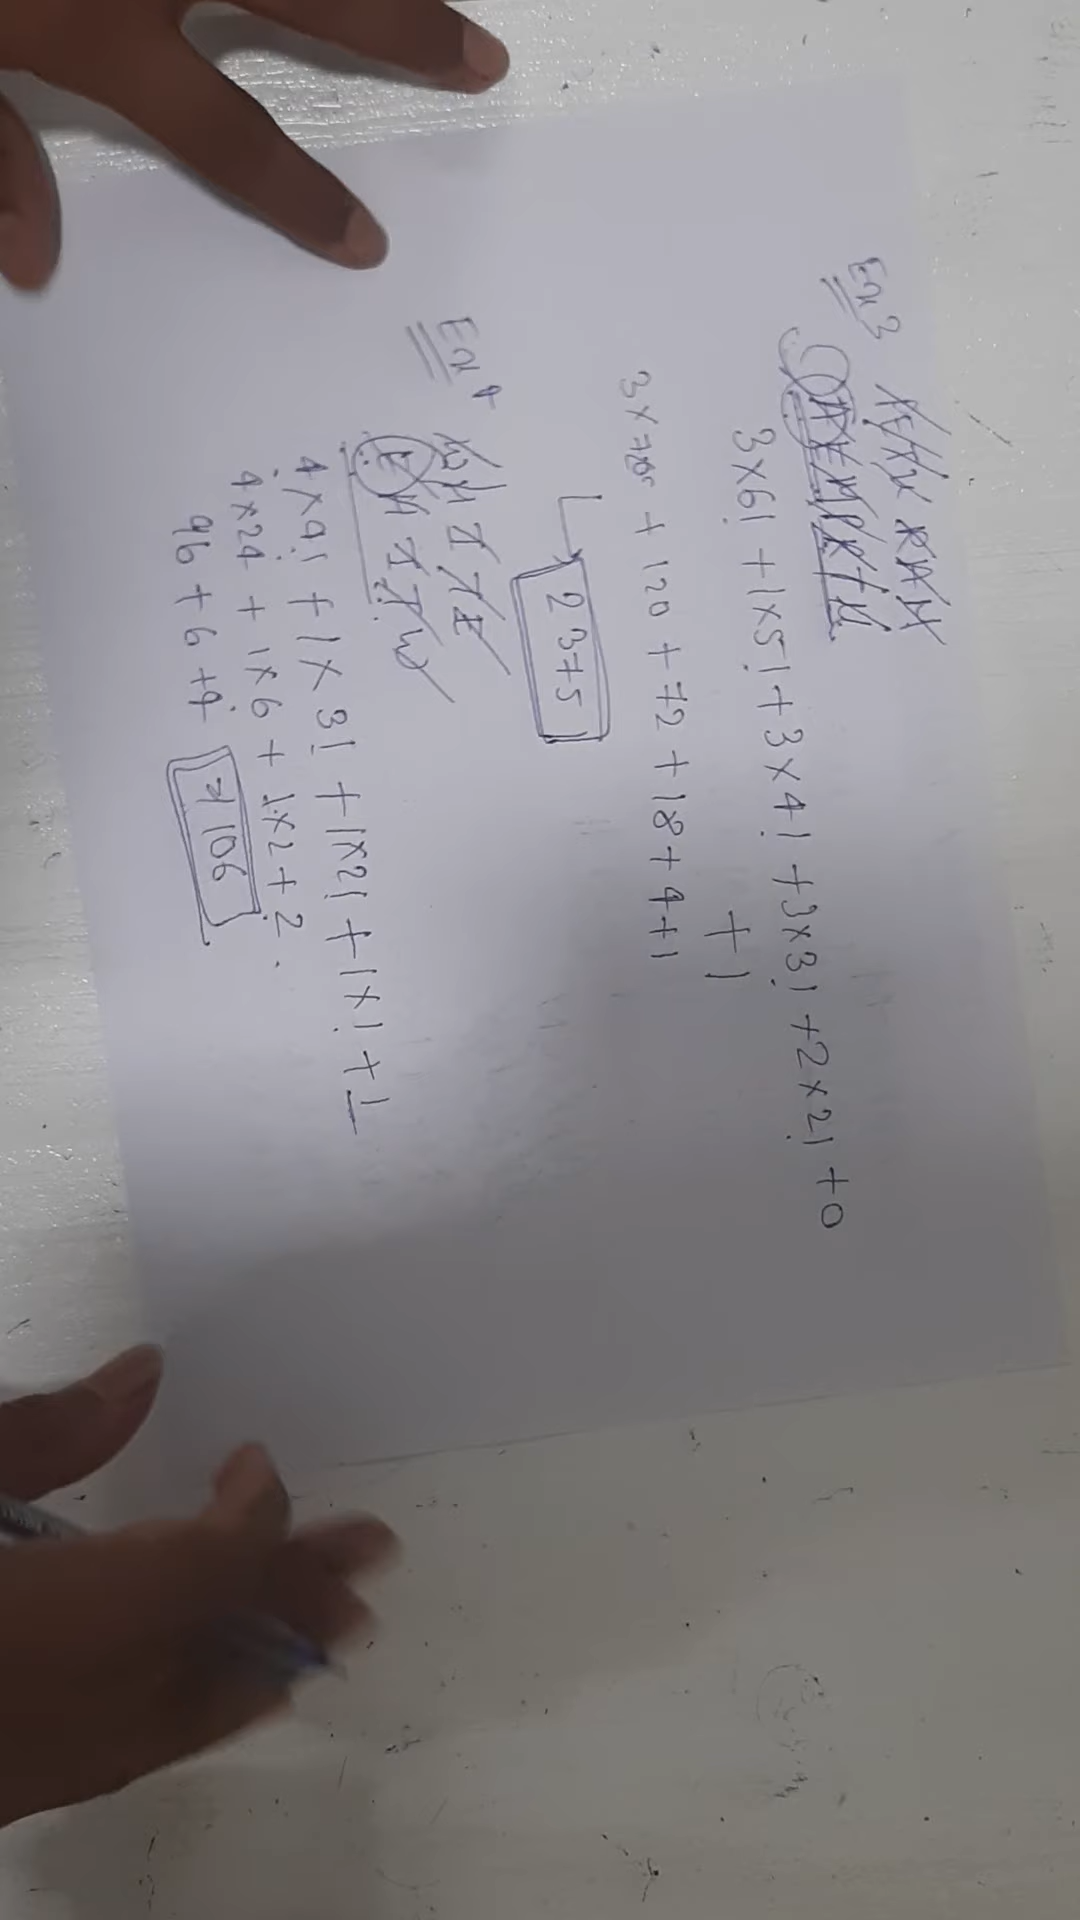 Ex 3
3×6! + 1×5! + 3×4! + 3×3! + 2×2! + 0
+ 1
3×720 + 120 + 72 + 18 + 4 + 1
2375
Ex 4
W H I T E
E H I T W
4×4! + 1×3! + 1×2! + 1×1! + 1
4×24 + 1×6 + 1×2 + 2.
96 + 6 + 4
→ 106